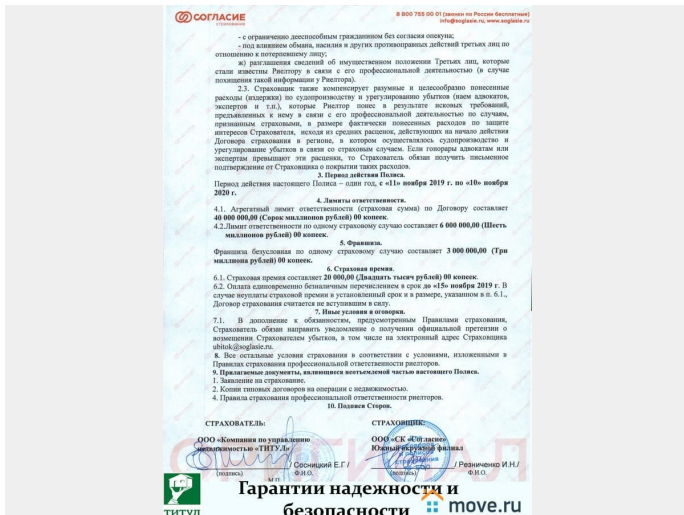 СОГЛАСИЕ
СТРАХОВАНИЕ
8 800 755 00 01 (звонки по России бесплатные)
info@soglasie.ru, www.soglasie.ru
- с ограниченно дееспособным гражданином без согласия опекуна;
- под влиянием обмана, насилия и других противоправных действий третьих лиц по
отношению к потерпевшему лицу;
ж) разглашения сведений об имущественном положении Третьих лиц, которые
стали известны Риелтору в связи с его профессиональной деятельностью (в случае
похищения такой информации у Риелтора).
2.3. Страховщик также компенсирует разумные и целесообразно понесенные
расходы (издержки) по судопроизводству и урегулированию убытков (наем адвокатов,
экспертов и т.п.), которые Риелтор понес в результате исковых требований,
предъявленных к нему в связи с его профессиональной деятельностью по случаям,
признанным страховыми, в размере фактически понесенных расходов по защите
интересов Страхователя, исходя из средних расценок, действующих на начало действия
Договора страхования в регионе, в котором осуществлялось судопроизводство и
урегулирование убытков в связи со страховым случаем. Если гонорары адвокатам или
экспертам превышают эти расценки, то Страхователь обязан получить письменное
подтверждение от Страховщика о покрытии таких расходов.
3. Период действия Полиса.
Период действия настоящего Полиса – один год, с «11» ноября 2019 г. по «10» ноября
2020 г.
4. Лимиты ответственности.
4.1. Агрегатный лимит ответственности (страховая сумма) по Договору составляет
40 000 000,00 (Сорок миллионов рублей) 00 копеек.
4.2.Лимит ответственности по одному страховому случаю составляет 6 000 000,00 (Шесть
миллионов рублей) 00 копеек.
5. Франшиза.
Франшиза безусловная по одному страховому случаю составляет 3 000 000,00 (Три
миллиона рублей) 00 копеек.
6. Страховая премия.
6.1. Страховая премия составляет 20 000,00 (Двадцать тысяч рублей) 00 копеек.
6.2. Оплата единовременно безналичным перечислением в срок до «15» ноября 2019 г. В
случае неуплаты страховой премии в установленный срок и в размере, указанном в п. 6.1.,
Договор страхования считается не вступившим в силу.
7. Иные условия и оговорки.
7.1. В дополнение к обязанностям, предусмотренным Правилами страхования,
Страхователь обязан направить уведомление о получении официальной претензии о
возмещении Страхователем убытков, в том числе на электронный адрес Страховщика
ubitok@soglasie.ru.
8. Все остальные условия страхования в соответствии с условиями, изложенными в
Правилах страхования профессиональной ответственности риелторов.
9. Прилагаемые документы, являющиеся неотъемлемой частью настоящего Полиса.
1. Заявление на страхование.
2. Копии типовых договоров на операции с недвижимостью.
4. Правила страхования профессиональной ответственности риелторов.
10. Подписи Сторон.
СТРАХОВАТЕЛЬ: СТРАХОВЩИК:
ООО «Компания по управлению ООО «СК «Согласие»
недвижимостью «ТИТУЛ» Южный окружной филиал
/ Сосницкий Е.Г / / Резниченко И.Н./
(подпись) Ф.И.О. (подпись) Ф.И.О.
М.П.
Гарантии надежности и
безопасности
ТИТУЛ
move.ru